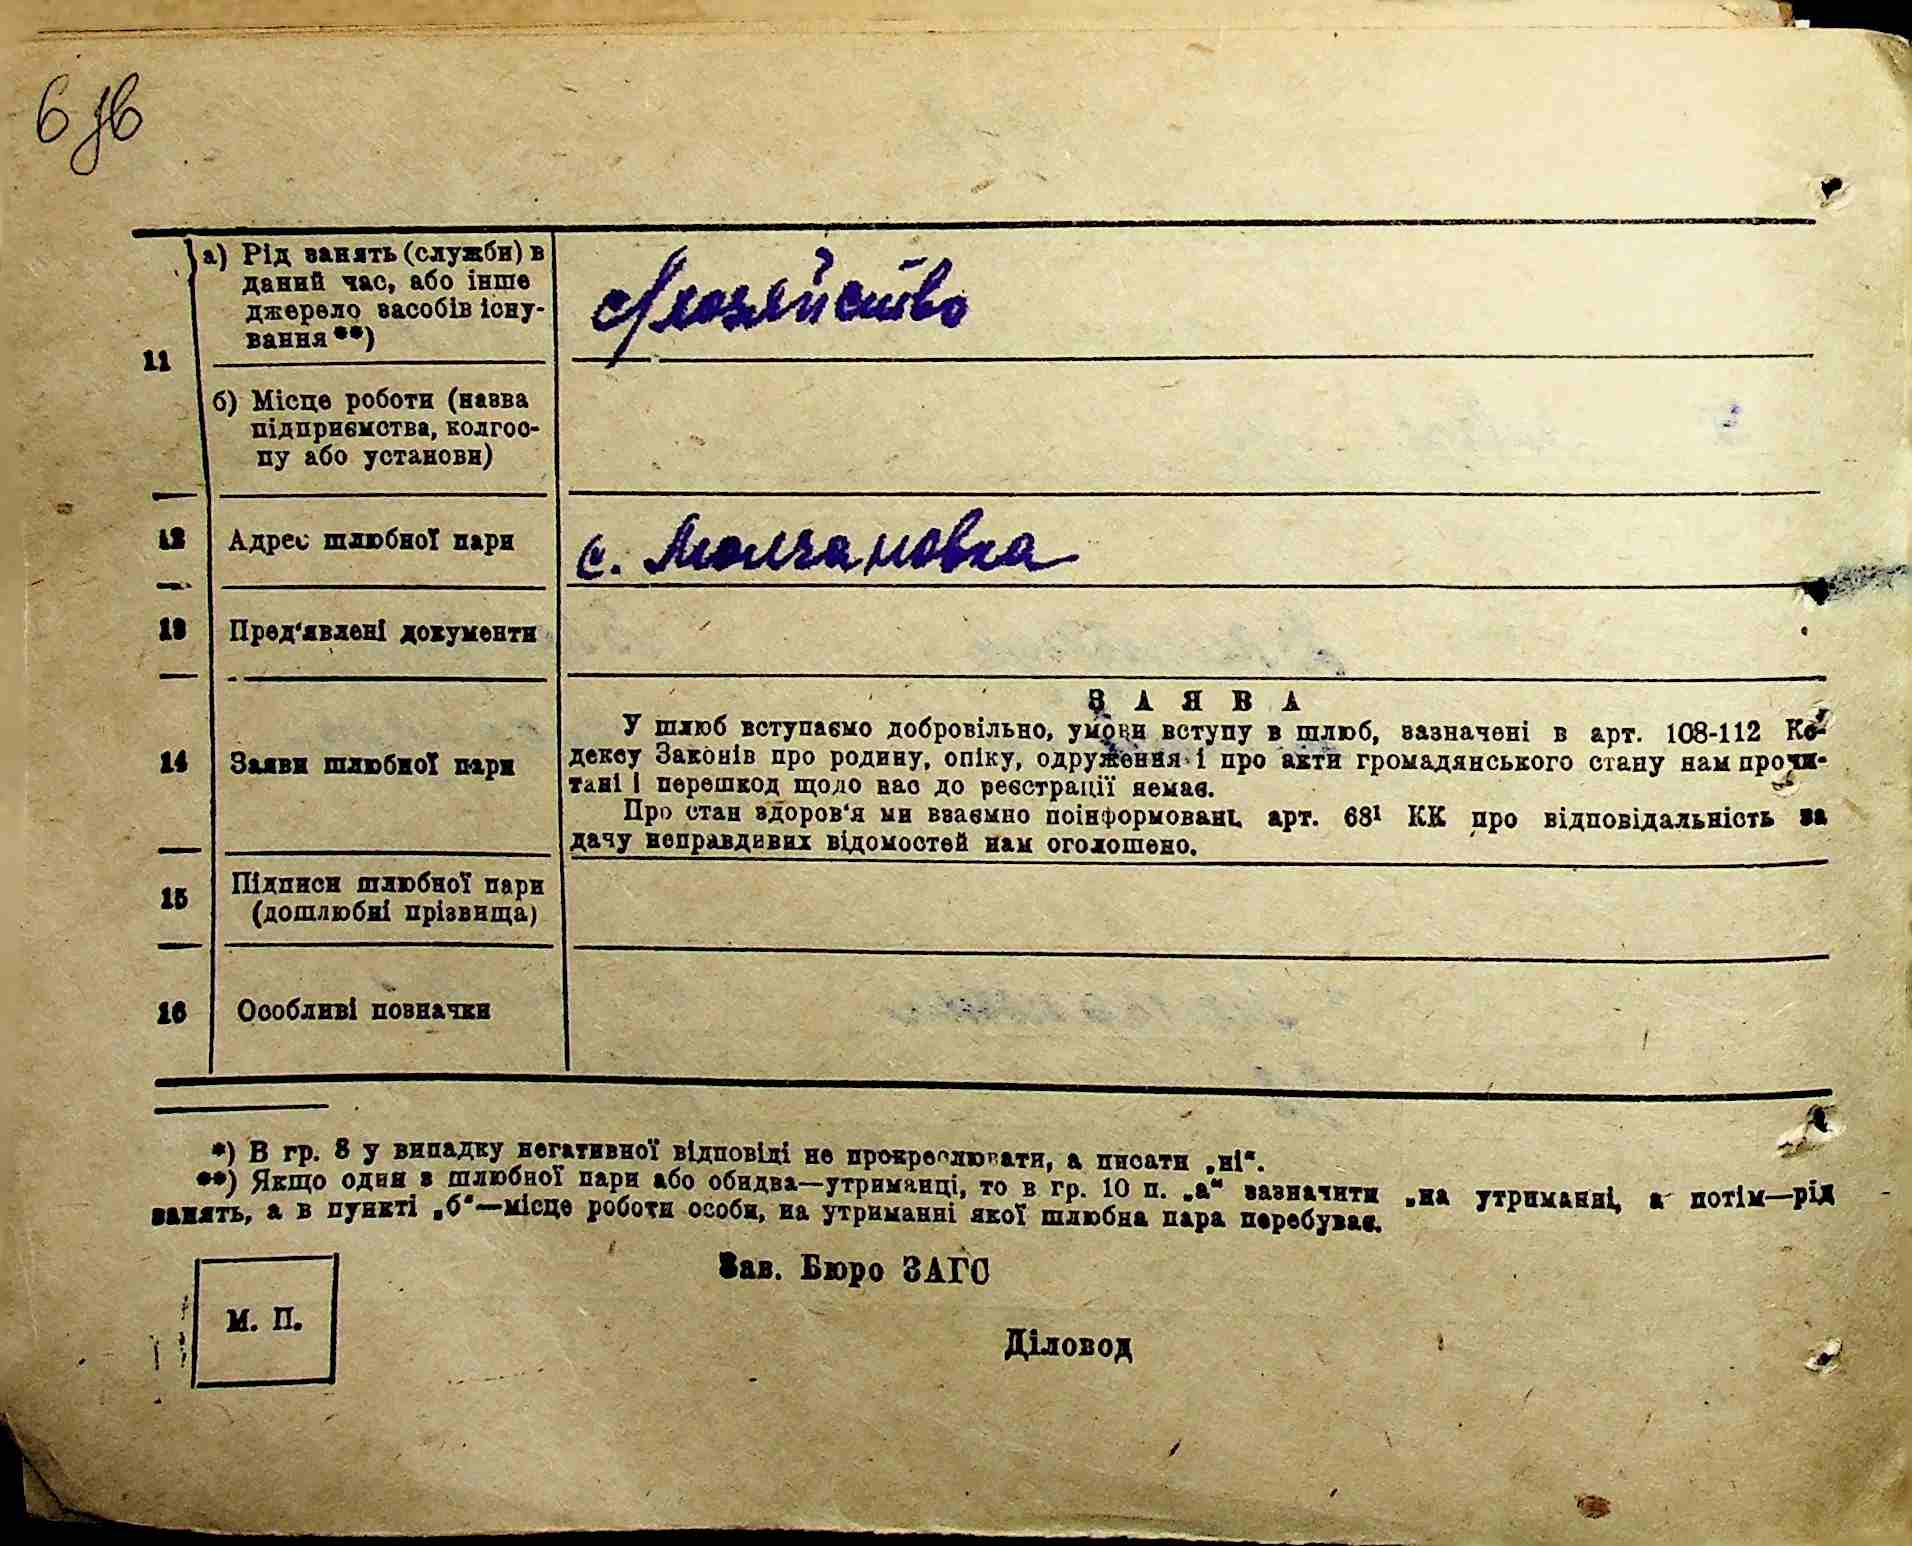 а) Рід занять (служби) в
даний час, або інше
джерело засобів існу-
вання **)
Хозяйство
11
б) Місце роботи (назва
підприємства, колгос-
пу або установи)
12
Адрес шлюбної пари
с. Молчановка
13
Пред'явлені документи
ЗАЯВА
У шлюб вступаємо добровільно, умови вступу в шлюб, зазначені в арт. 108-112 Ко-
дексу Законів про родину, опіку, одруження і про акти громадянського стану нам прочи-
тані і перешкод щодо нас до реєстрації немає.
14
Заяви шлюбної пари
Про стан здоров'я ми взаємно поінформовані, арт. 68¹ КК про відповідальність за
дачу неправдивих відомостей нам оголошено.
15
Підписи шлюбної пари
(дошлюбні прізвища)
16
Особливі позначки
*) В гр. 8 у випадку негативної відповіді не прокреслювати, а писати „ні“.
**) Якщо один з шлюбної пари або обидва—утриманці, то в гр. 10 п. „а“ зазначити „на утриманні, а потім—рід
занять, а в пункті „б“—місце роботи особи, на утриманні якої шлюбна пара перебуває.
Зав. Бюро ЗАГС
М. П.
Діловод